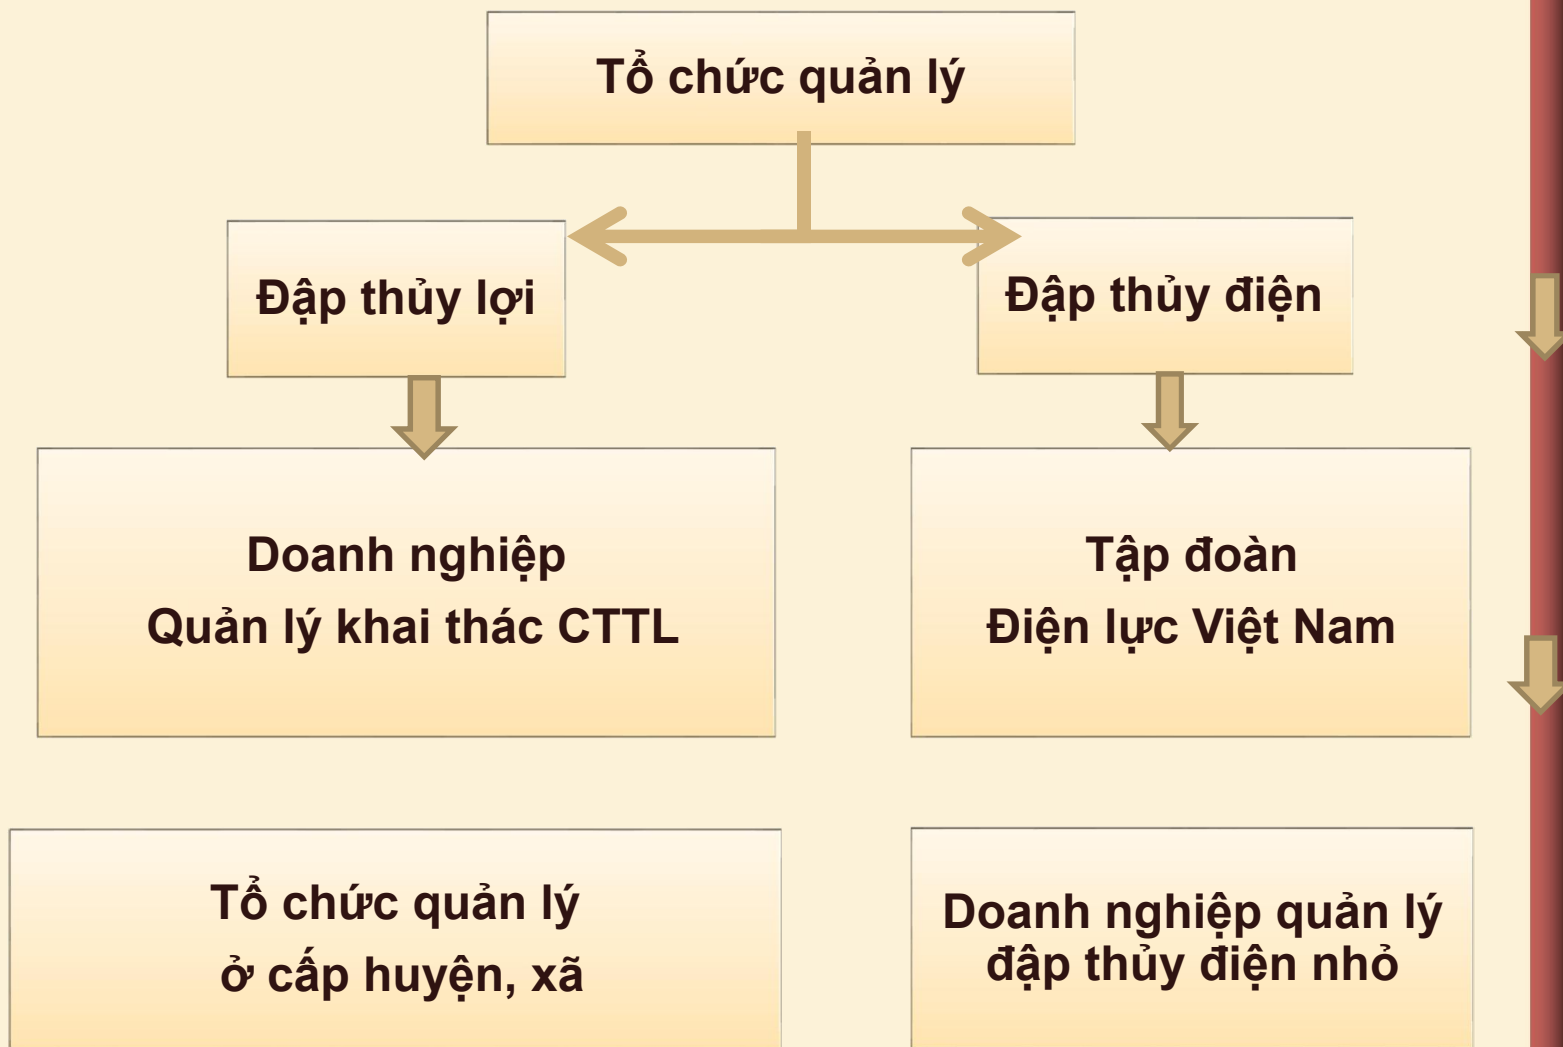 Tổ chức quản lý
Đập thủy lợi
Đập thủy điện
Doanh nghiệp
Quản lý khai thác CTTL
Tập đoàn
Điện lực Việt Nam
Tổ chức quản lý
ở cấp huyện, xã
Doanh nghiệp quản lý
đập thủy điện nhỏ